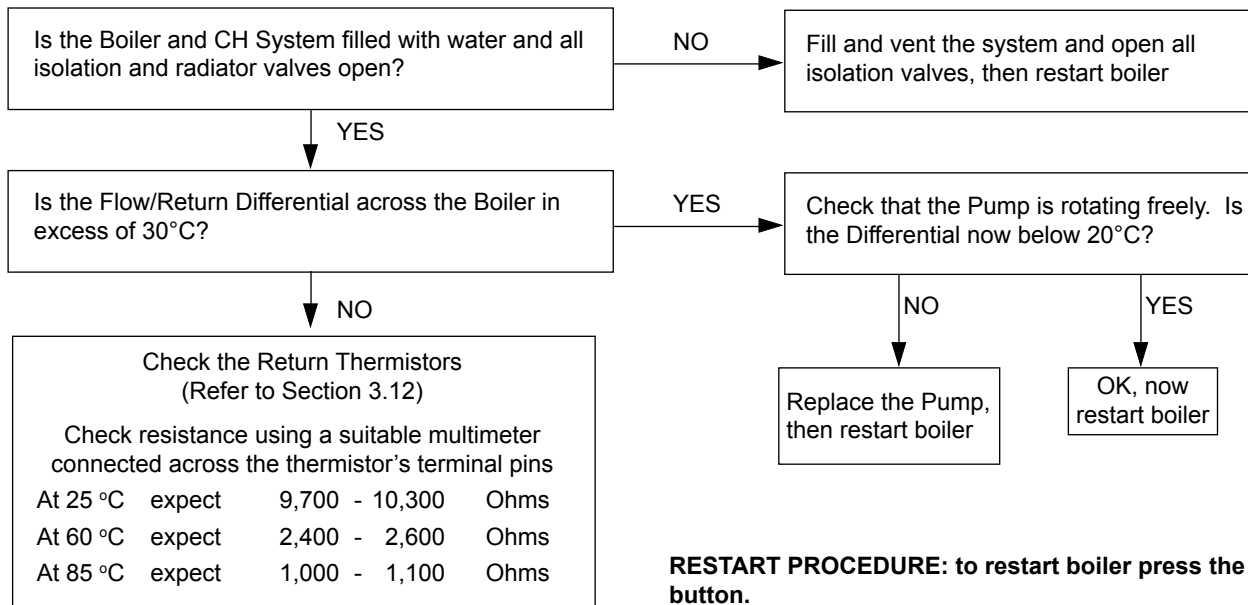 Is the Boiler and CH System filled with water and all
isolation and radiator valves open?
NO
Fill and vent the system and open all
isolation valves, then restart boiler
YES
Is the Flow/Return Differential across the Boiler in
excess of 30°C?
YES
Check that the Pump is rotating freely. Is
the Differential now below 20°C?
NO
NO
YES
Check the Return Thermistors
(Refer to Section 3.12)
Check resistance using a suitable multimeter
connected across the thermistor's terminal pins
At 25 °C expect 9,700 - 10,300 Ohms
At 60 °C expect 2,400 - 2,600 Ohms
At 85 °C expect 1,000 - 1,100 Ohms
Replace the Pump,
then restart boiler
OK, now
restart boiler
RESTART PROCEDURE: to restart boiler press the
button.